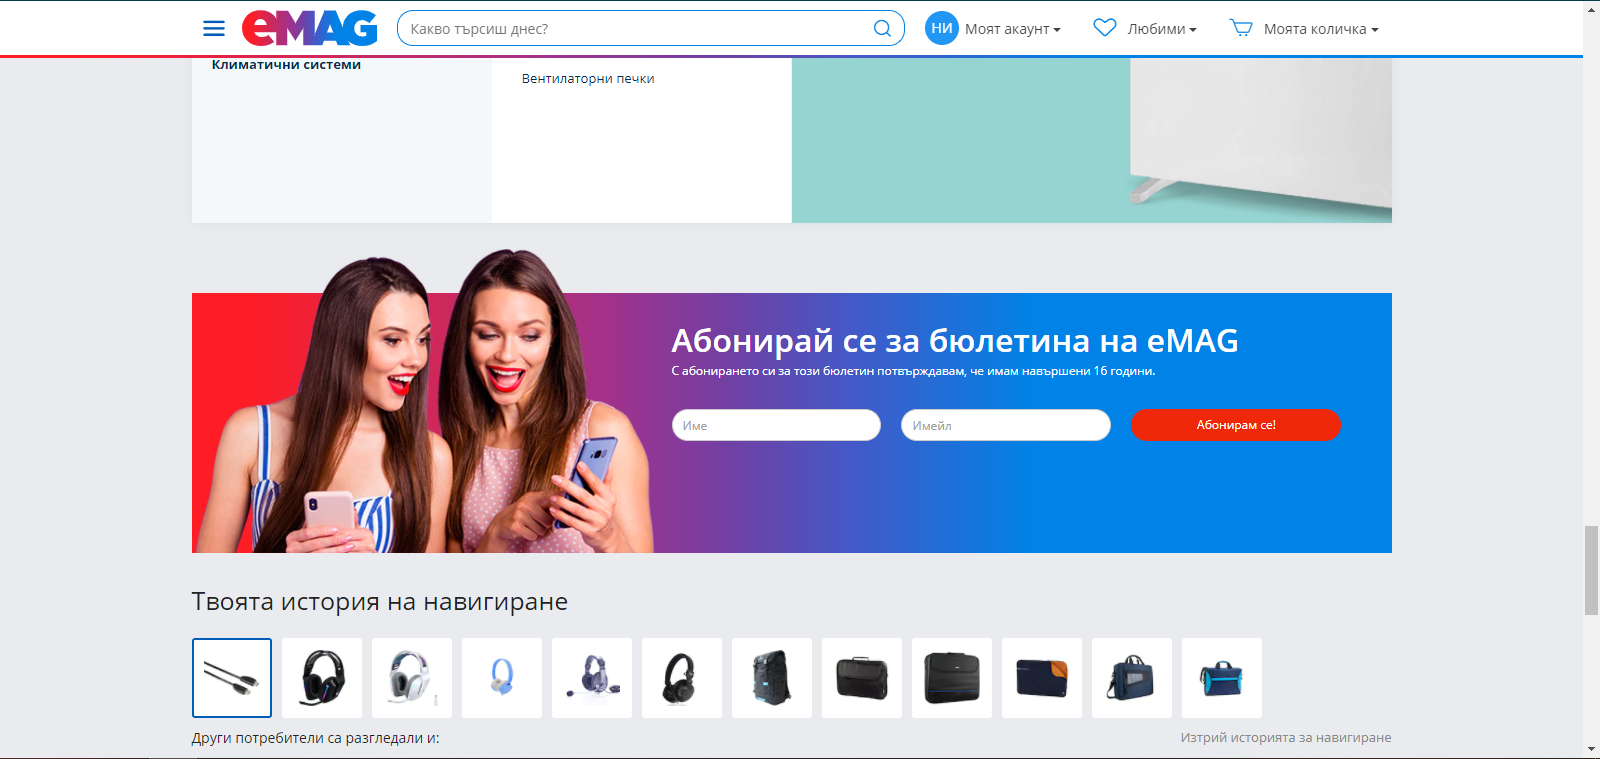 eMAG
Какво търсиш днес?
НИ
Моят акаунт
Любими
Моята количка
Климатични системи
Вентилаторни печки
Абонирай се за бюлетина на eMAG
С абонирането си за този бюлетин потвърждавам, че имам навършени 16 години.
Име
Имейл
Абонирам се!
Твоята история на навигиране
Други потребители са разгледали и:
Изтрий историята за навигиране